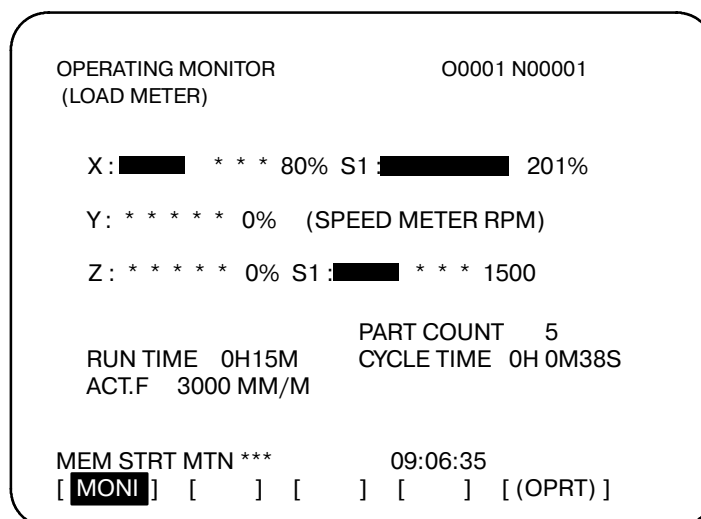 OPERATING MONITOR O0001 N00001
(LOAD METER)
X : * * * 80% S1 : 201%
Y : * * * * * 0% (SPEED METER RPM)
Z : * * * * * 0% S1 : * * * 1500
PART COUNT 5
RUN TIME 0H15M CYCLE TIME 0H 0M38S
ACT.F 3000 MM/M
MEM STRT MTN *** 09:06:35
[ MONI ] [ ] [ ] [ ] [ (OPRT) ]